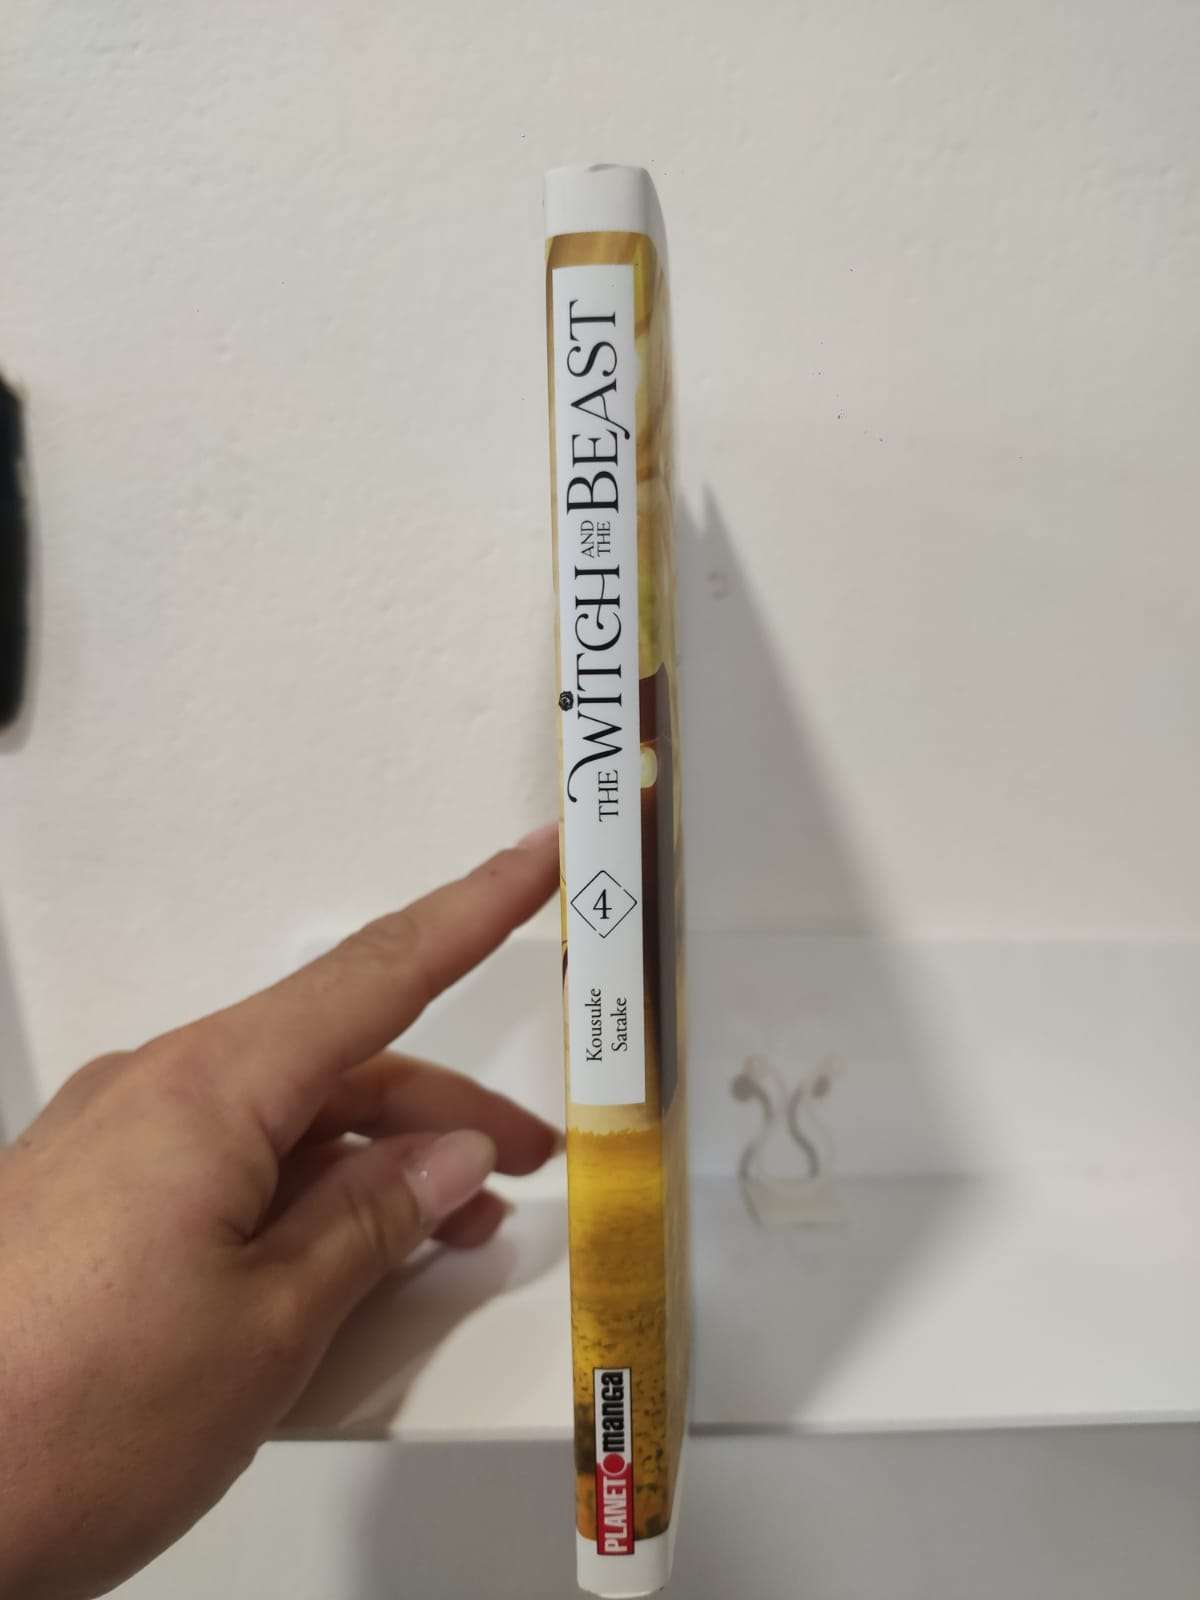 THE WITCH AND THE BEAST
4
Kousuke
Satake
PLANET manga